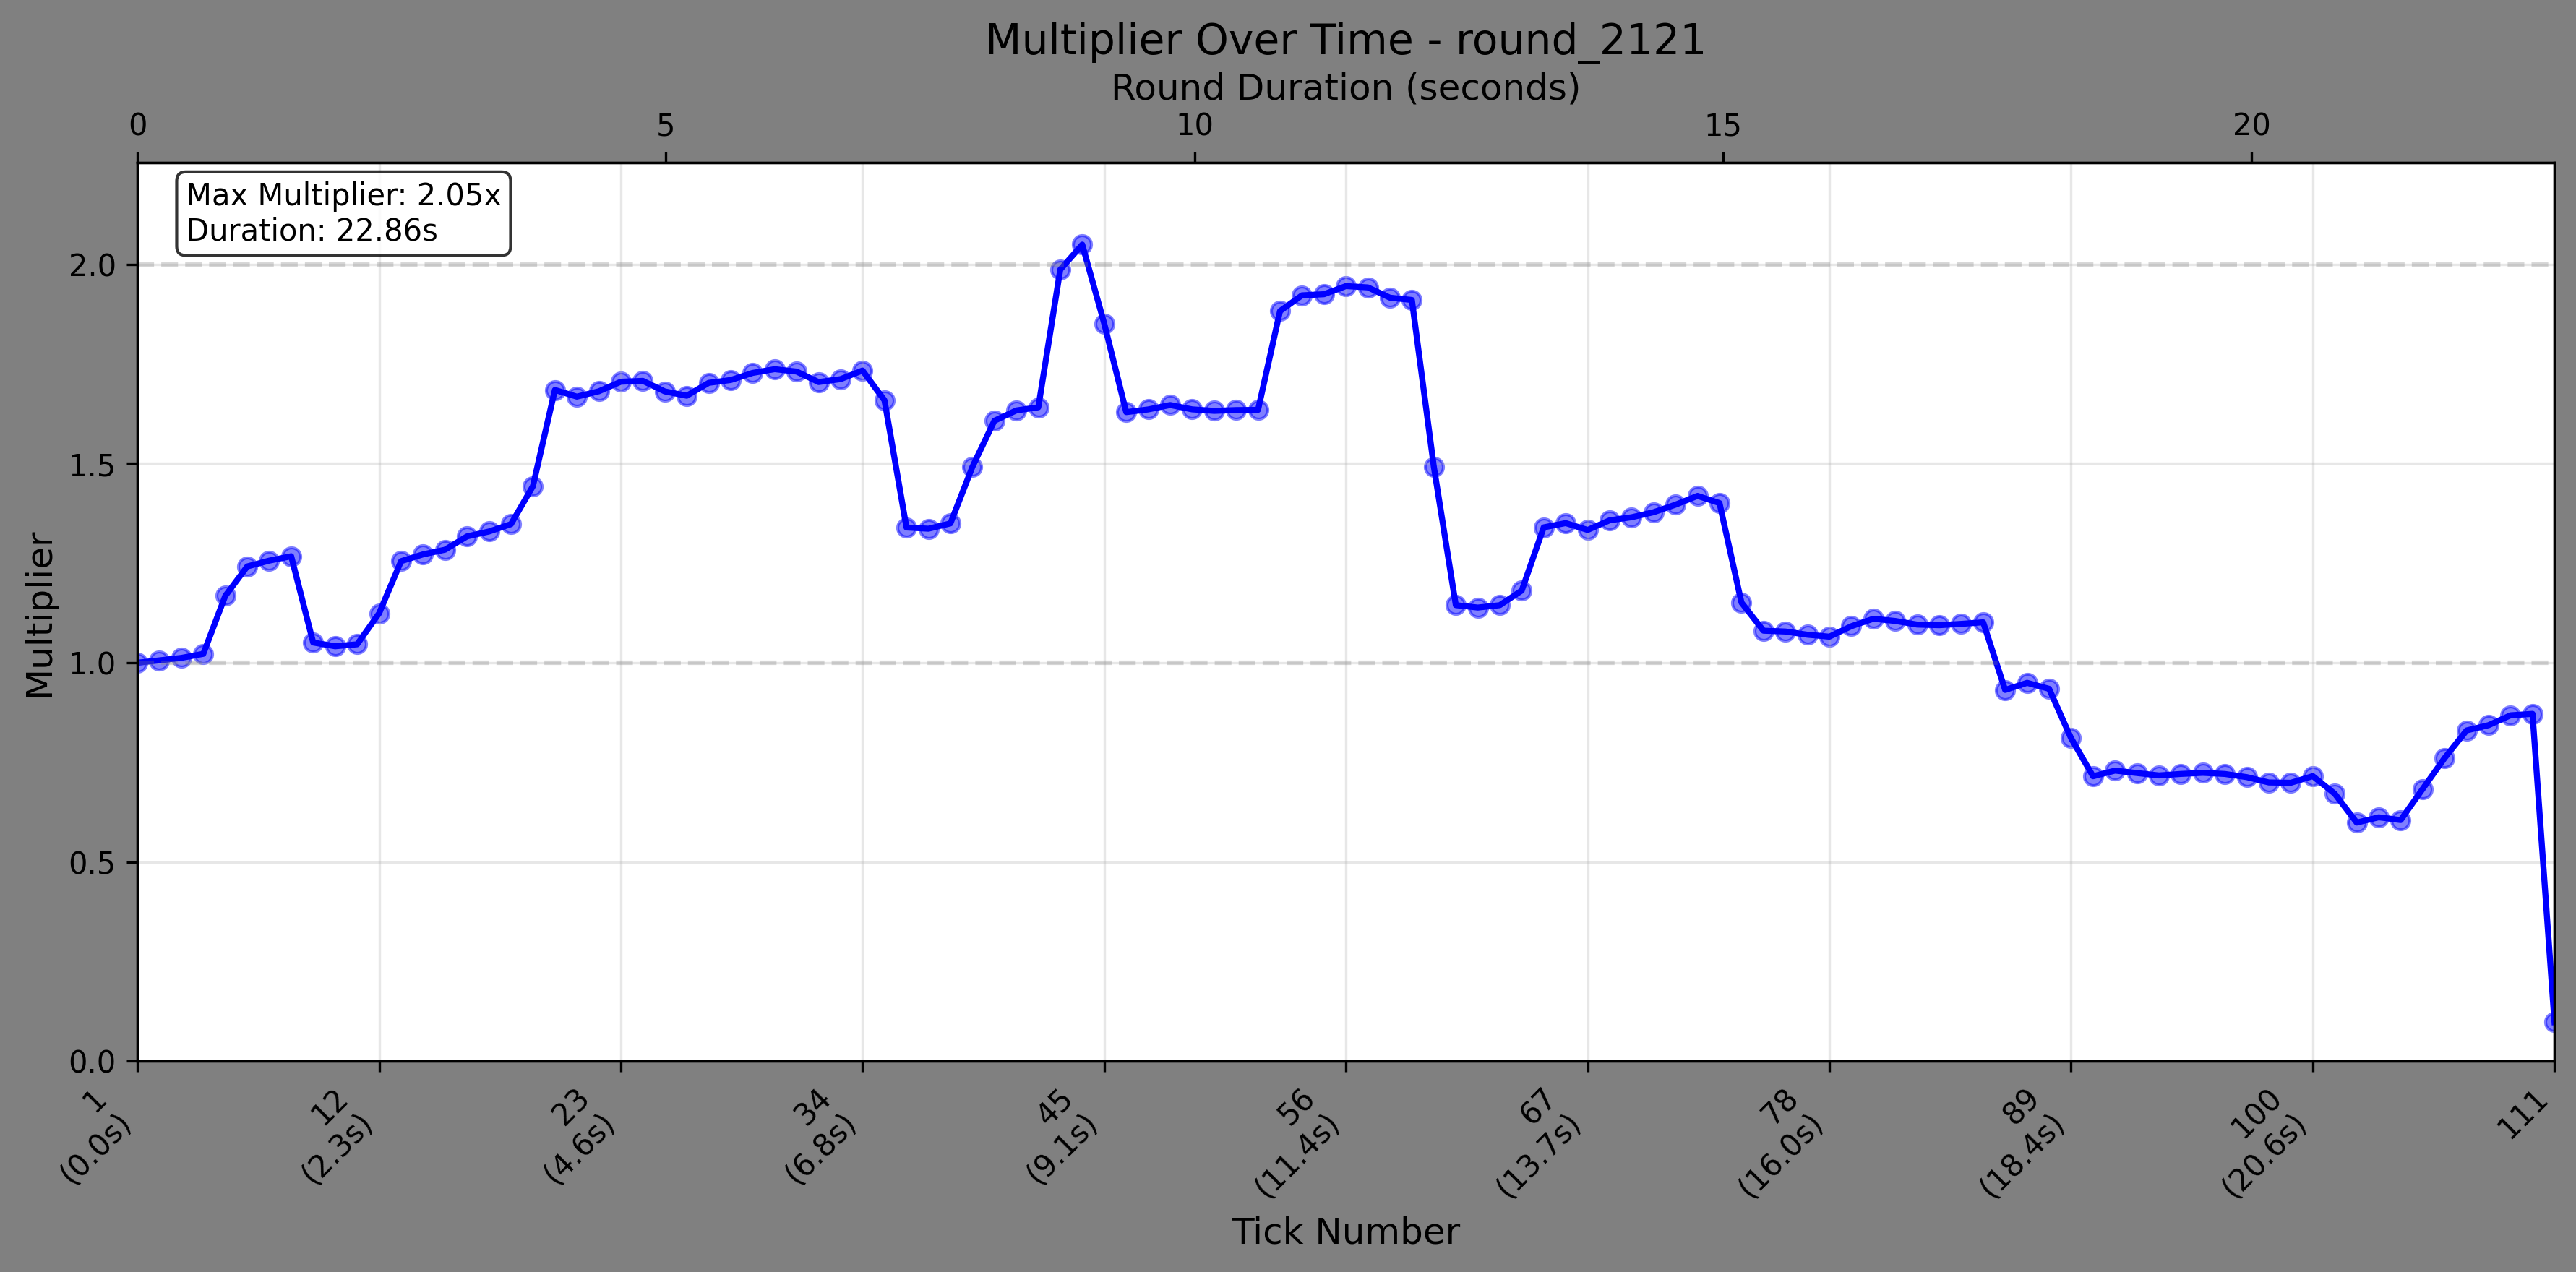 Multiplier Over Time - round_2121
Round Duration (seconds)
0 5 10 15 20
Max Multiplier: 2.05x
Duration: 22.86s
2.0
1.5
1.0
0.5
0.0
Multiplier
1
(0.0s)
12
(2.3s)
23
(4.6s)
34
(6.8s)
45
(9.1s)
56
(11.4s)
67
(13.7s)
78
(16.0s)
89
(18.4s)
100
(20.6s)
111
Tick Number